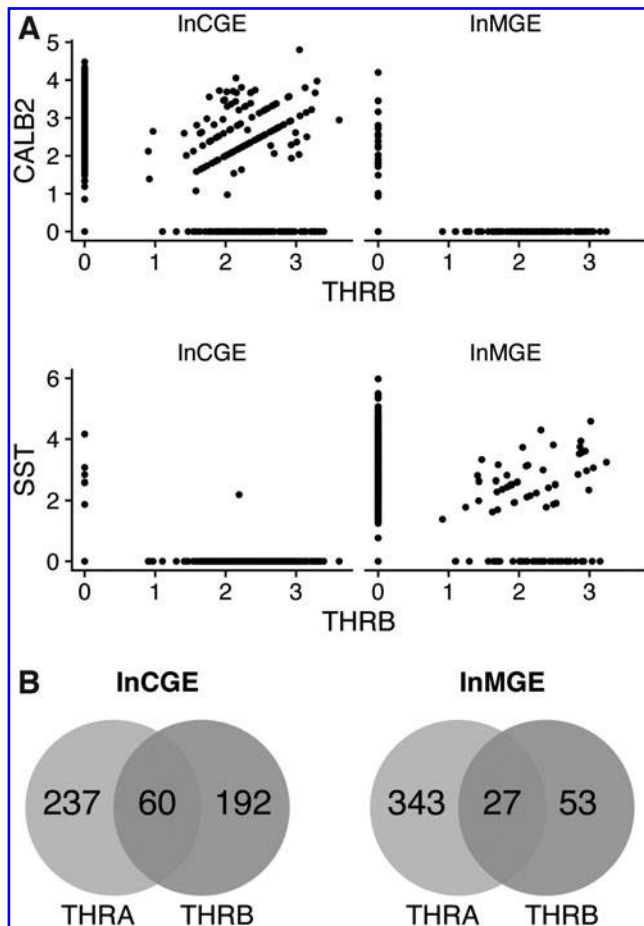 A
InCGE InMGE
CALB2
5
4
3
2
1
0
0 1 2 3 0 1 2 3
THRB
InCGE InMGE
SST
6
4
2
0
0 1 2 3 0 1 2 3
THRB
B
InCGE InMGE
237 60 192 343 27 53
THRA THRB THRA THRB